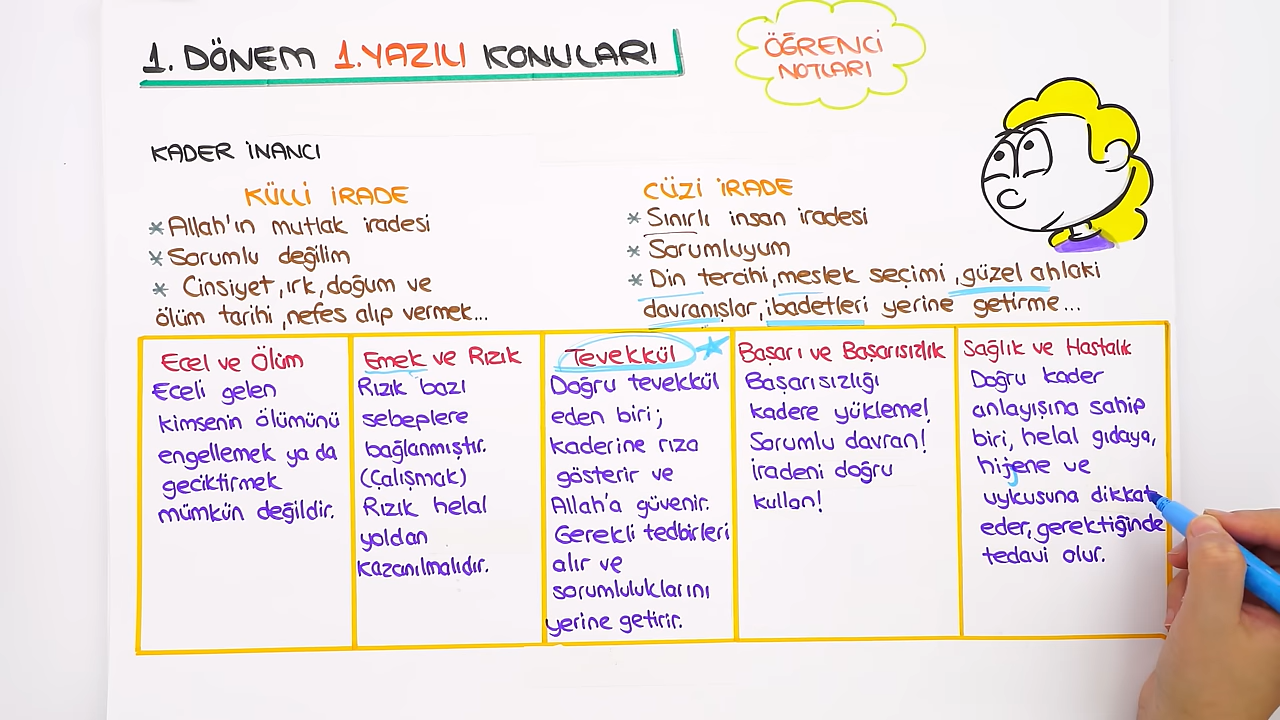 1. DÖNEM 1.YAZILI KONULARI
ÖĞRENCİ
NOTLARI
KADER İNANCI
KÜLLİ İRADE
* Allah'ın mutlak iradesi
* Sorumlu değilim
* Cinsiyet, ırk, doğum ve
ölüm tarihi, nefes alıp vermek...
CÜZİ İRADE
* Sınırlı insan iradesi
* Sorumluyum
* Din tercihi, meslek seçimi, güzel ahlaki
davranışlar, ibadetleri yerine getirme...
Ecel ve Ölüm
Eceli gelen
kimsenin ölümünü
engellemek ya da
geciktirmek
mümkün değildir.
Emek ve Rızık
Rızık bazı
sebeplere
bağlanmıştır.
(Çalışmak)
Rızık helal
yoldan
kazanılmalıdır.
Tevekkül
Doğru tevekkül
eden biri;
kaderine rıza
gösterir ve
Allah'a güvenir.
Gerekli tedbirleri
alır ve
sorumluluklarını
yerine getirir.
Başarı ve Başarısızlık
Başarısızlığı
kadere yükleme!
Sorumlu davran!
İradeni doğru
kullan!
Sağlık ve Hastalık
Doğru kader
anlayışına sahip
biri, helal gıdaya,
hijene ve
uykusuna dikkat
eder, gerektiğinde
tedavi olur.